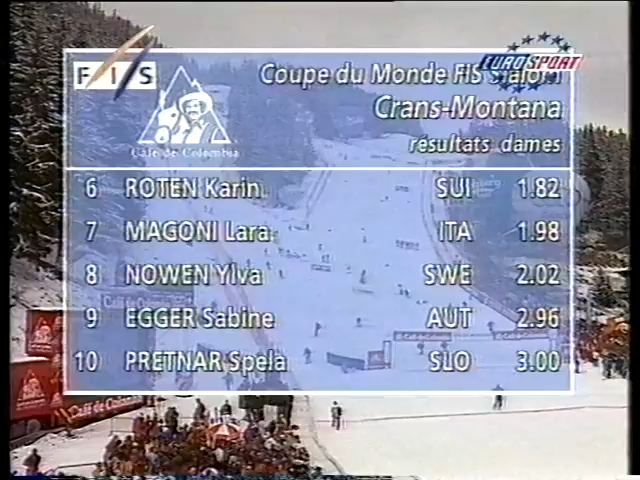 FIS
EUROSPORT
Coupe du Monde FIS Slalom
Crans-Montana
Café de Colombia
résultats dames
6 ROTEN Karin SUI 1.82
7 MAGONI Lara ITA 1.98
8 NOWEN Ylva SWE 2.02
9 EGGER Sabine AUT 2.96
10 PRETNAR Spela SLO 3.00
Café de Colombia